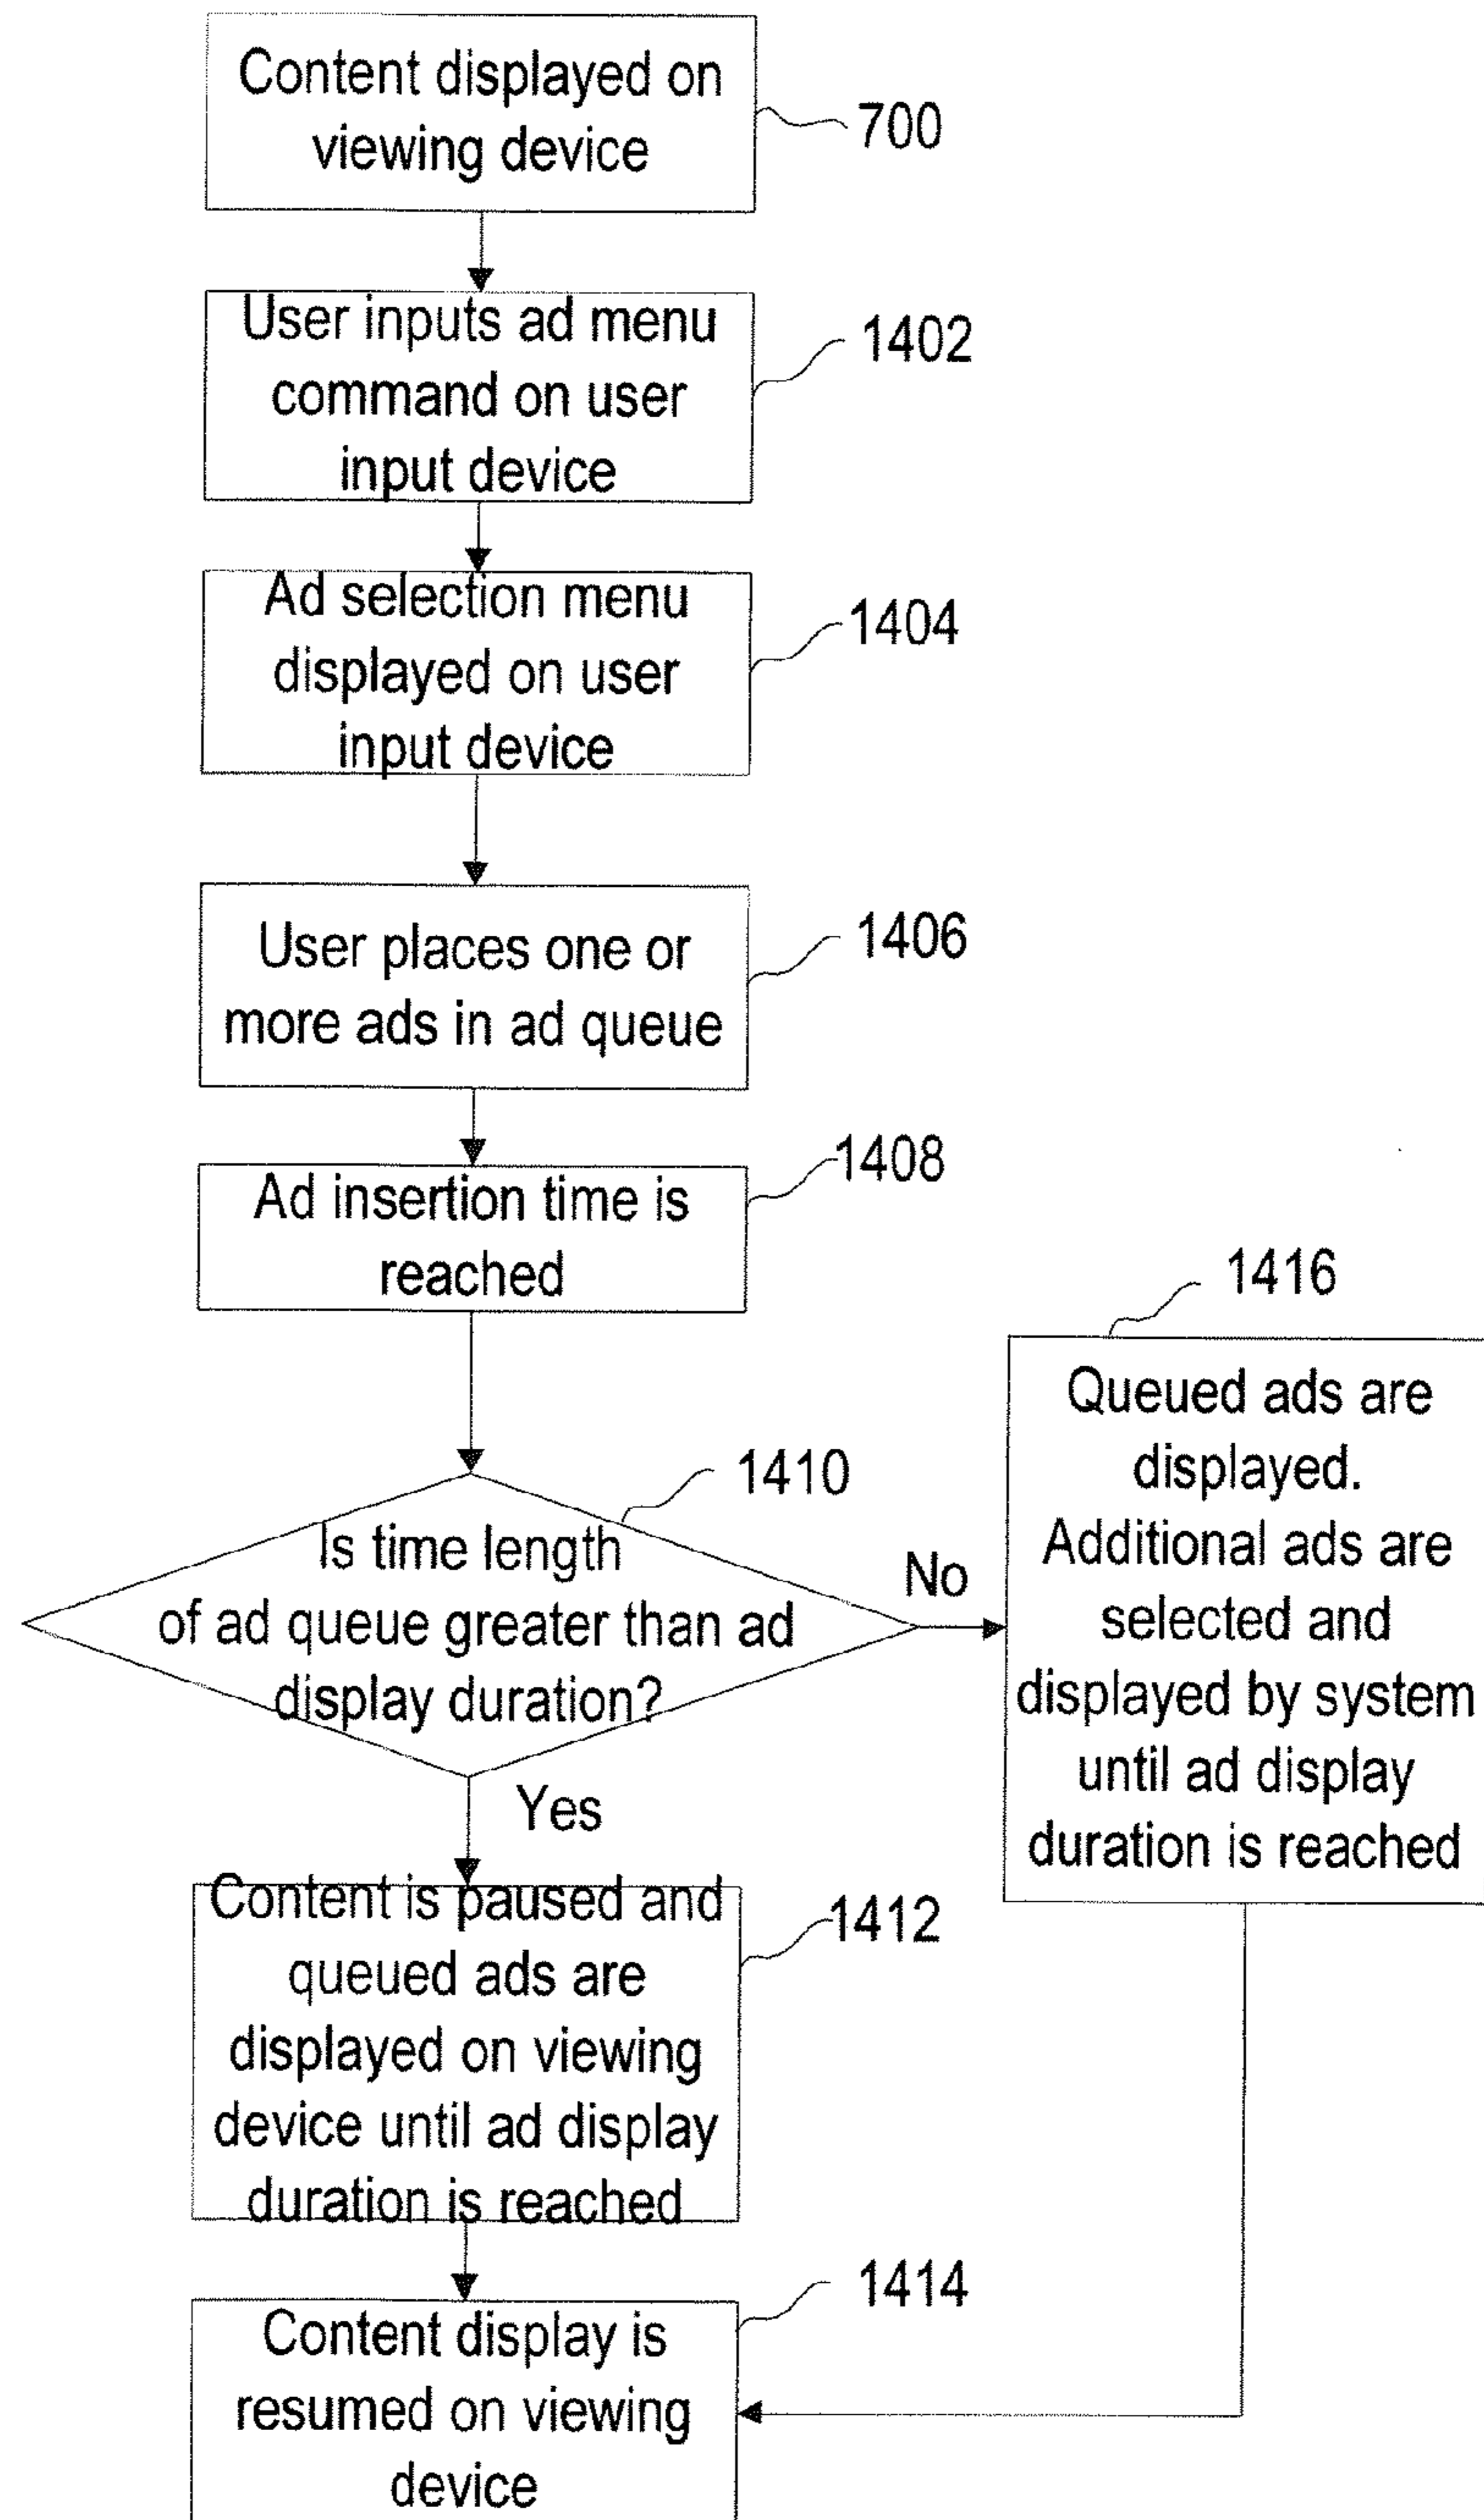 Content displayed on
viewing device
700
User inputs ad menu
command on user
input device
1402
Ad selection menu
displayed on user
input device
1404
User places one or
more ads in ad queue
1406
Ad insertion time is
reached
1408
Is time length
of ad queue greater than ad
display duration?
1410
No
Yes
Queued ads are
displayed.
Additional ads are
selected and
displayed by system
until ad display
duration is reached
1416
Content is paused and
queued ads are
displayed on viewing
device until ad display
duration is reached
1412
Content display is
resumed on viewing
device
1414